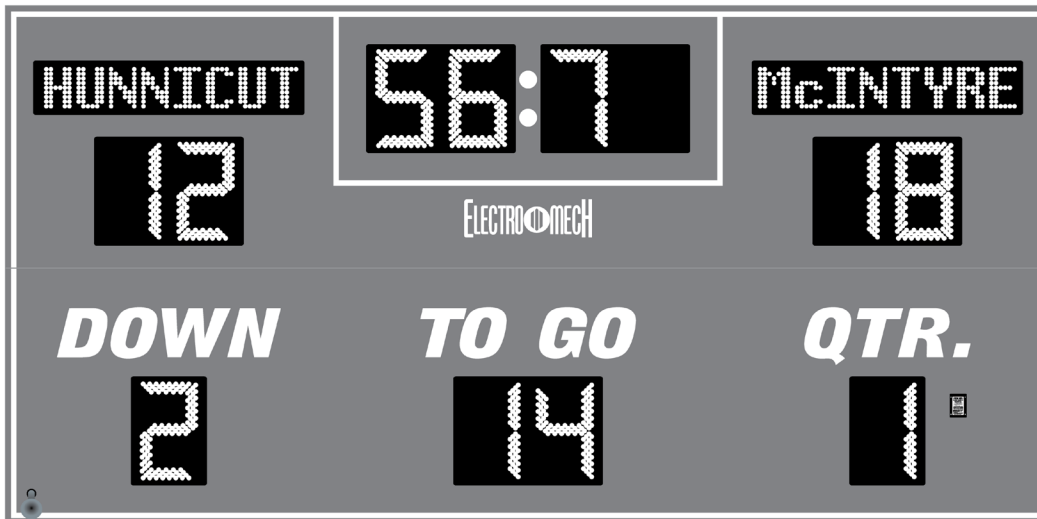 HUNNICUT 56:7 McINTYRE
12 18
ELECTRO MECH
DOWN TO GO QTR.
2 14 1